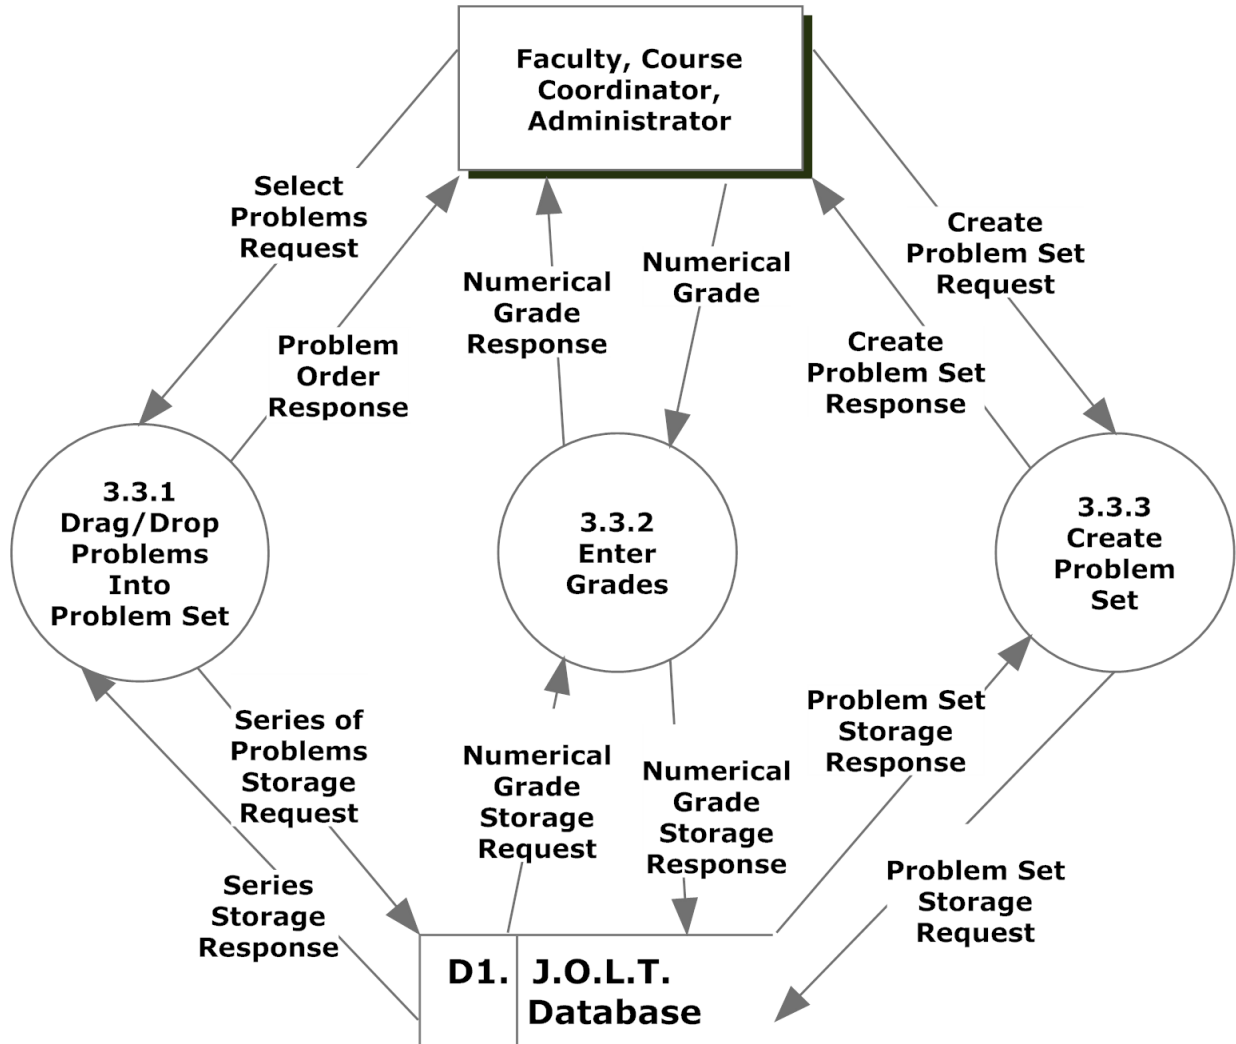 Faculty, Course
Coordinator,
Administrator
Select
Problems
Request
Problem
Order
Response
Numerical
Grade
Response
Numerical
Grade
Create
Problem Set
Request
Create
Problem Set
Response
3.3.1
Drag/Drop
Problems
Into
Problem Set
3.3.2
Enter
Grades
3.3.3
Create
Problem
Set
Series of
Problems
Storage
Request
Series
Storage
Response
Numerical
Grade
Storage
Request
Numerical
Grade
Storage
Response
Problem Set
Storage
Response
Problem Set
Storage
Request
D1. J.O.L.T.
Database